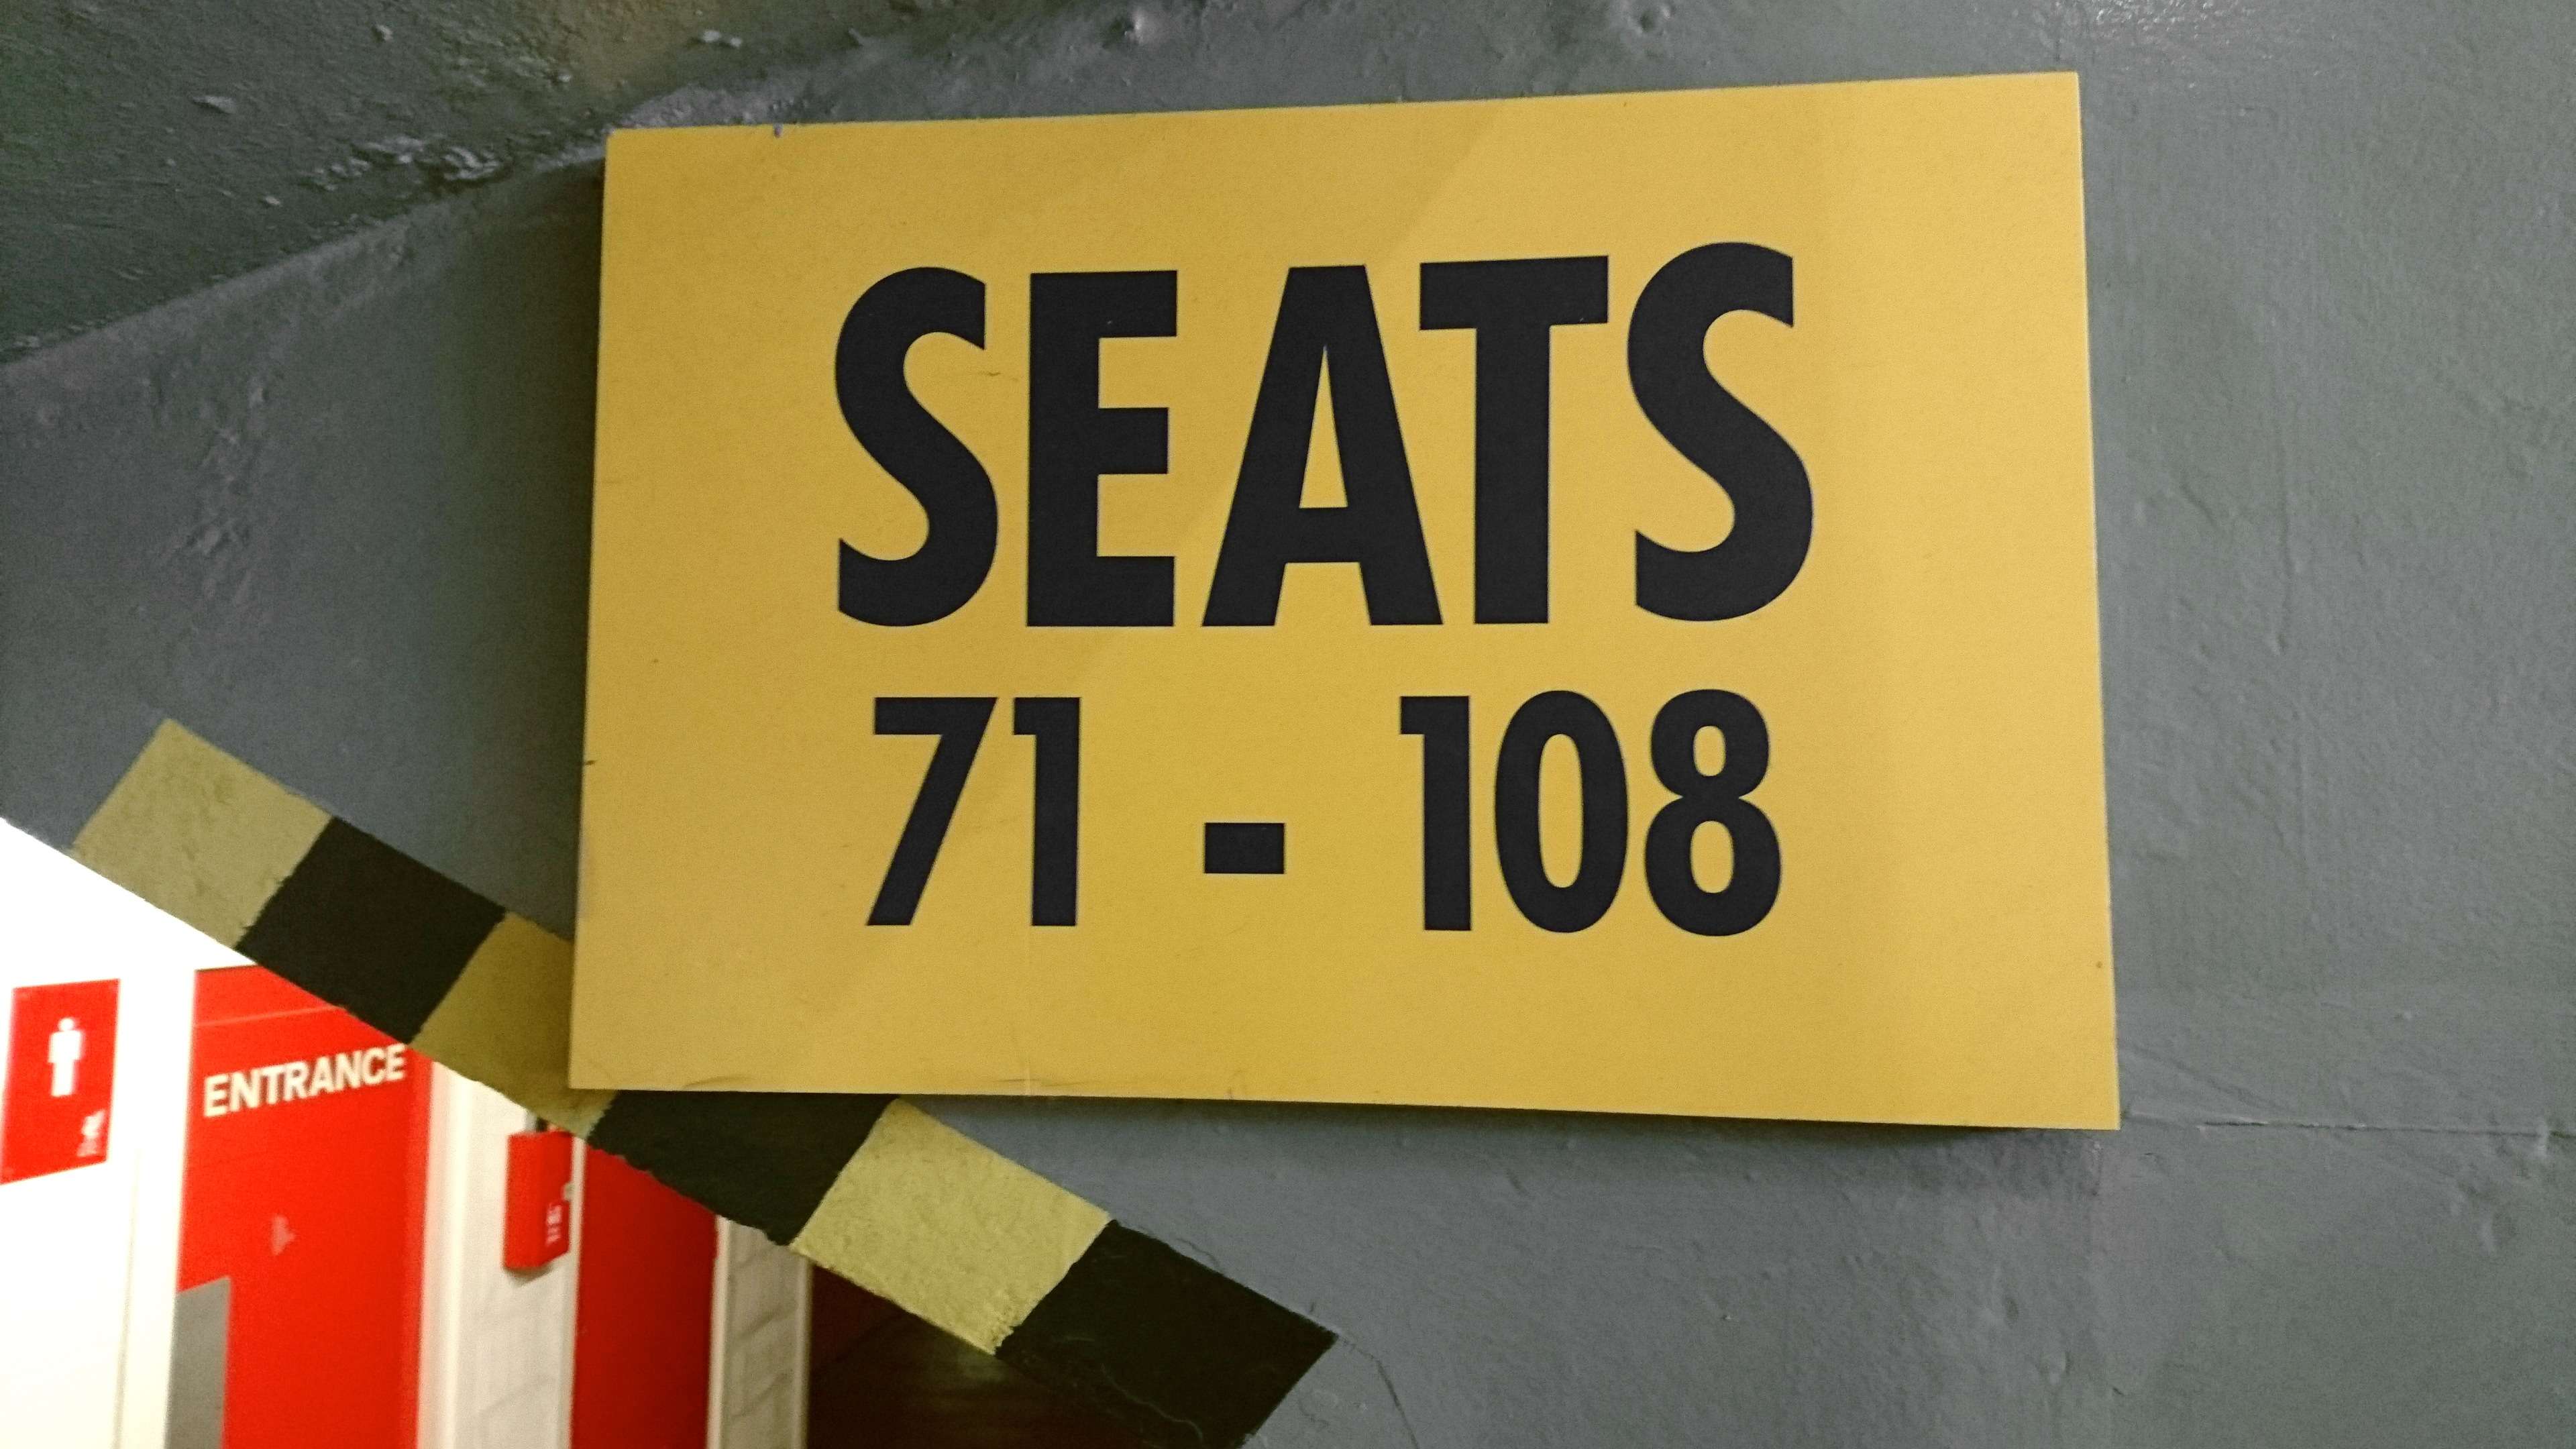 SEATS
71 - 108
ENTRANCE